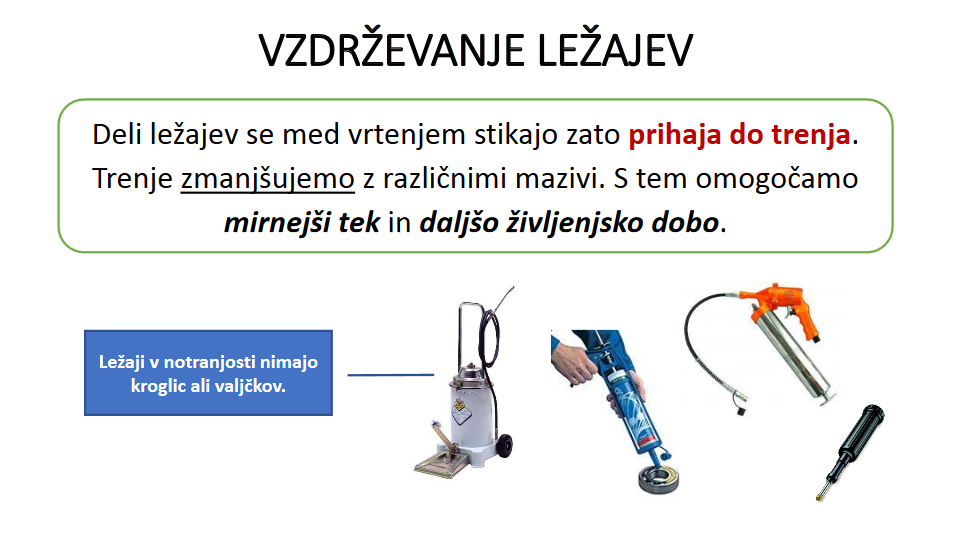 VZDRŽEVANJE LEŽAJEV
Deli ležajev se med vrtenjem stikajo zato prihaja do trenja.
Trenje zmanjšujemo z različnimi mazivi. S tem omogočamo
mirnejši tek in daljšo življenjsko dobo.
Ležaji v notranjosti nimajo
kroglic ali valjčkov.